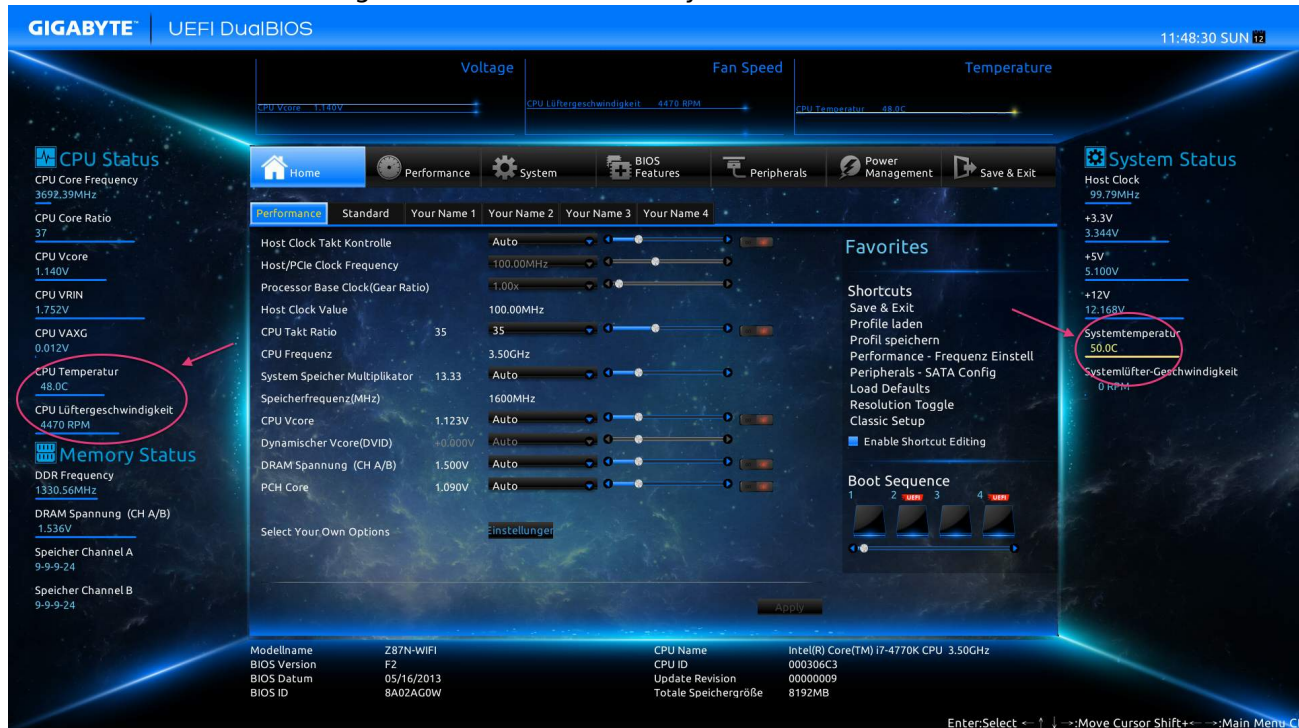 GIGABYTE™ UEFI DualBIOS
11:48:30 SUN 12
Voltage
CPU Vcore 1.140V
Fan Speed
CPU Lüftergeschwindigkeit 4470 RPM
Temperature
CPU Temperatur 48.0C
CPU Status
CPU Core Frequency
3692.39MHz
CPU Core Ratio
37
CPU Vcore
1.140V
CPU VRIN
1.752V
CPU VAXG
0.012V
CPU Temperatur
48.0C
CPU Lüftergeschwindigkeit
4470 RPM
Memory Status
DDR Frequency
1330.56MHz
DRAM Spannung (CH A/B)
1.536V
Speicher Channel A
9-9-9-24
Speicher Channel B
9-9-9-24
Home Performance System BIOS Features Peripherals Power Management Save & Exit
Performance Standard Your Name 1 Your Name 2 Your Name 3 Your Name 4
Host Clock Takt Kontrolle Auto
Host/PCIe Clock Frequency 100.00MHz
Processor Base Clock(Gear Ratio) 1.00x
Host Clock Value 100.00MHz
CPU Takt Ratio 35 35
CPU Frequenz 3.50GHz
System Speicher Multiplikator 13.33 Auto
Speicherfrequenz(MHz) 1600MHz
CPU Vcore 1.123V Auto
Dynamischer Vcore(DVID) +0.000V Auto
DRAM Spannung (CH A/B) 1.500V Auto
PCH Core 1.090V Auto
Select Your Own Options Einstellungen
Apply
Favorites
Shortcuts
Save & Exit
Profile laden
Profil speichern
Performance - Frequenz Einstell
Peripherals - SATA Config
Load Defaults
Resolution Toggle
Classic Setup
Enable Shortcut Editing
Boot Sequence
1 2 UEFI 3 4 UEFI
System Status
Host Clock
99.79MHz
+3.3V
3.344V
+5V
5.100V
+12V
12.168V
Systemtemperatur
50.0C
Systemlüfter-Geschwindigkeit
0 RPM
Modellname Z87N-WIFI
BIOS Version F2
BIOS Datum 05/16/2013
BIOS ID 8A02AG0W
CPU Name Intel(R) Core(TM) i7-4770K CPU 3.50GHz
CPU ID 000306C3
Update Revision 00000009
Totale Speichergröße 8192MB
Enter:Select ←↑↓→:Move Cursor Shift+← →:Main Menu C